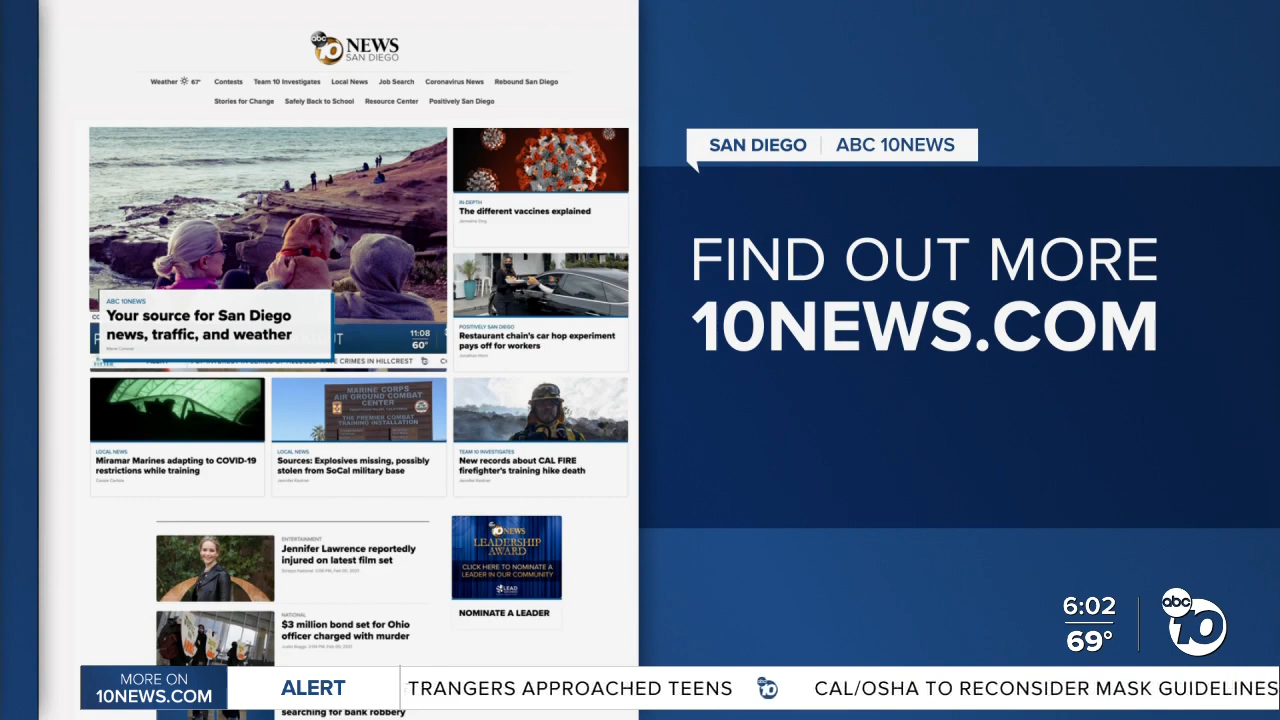 abc 10 NEWS
SAN DIEGO
Weather 67°
Contests
Team 10 Investigates
Local News
Job Search
Coronavirus News
Rebound San Diego
Stories for Change
Safely Back to School
Resource Center
Positively San Diego
ABC 10NEWS
Your source for San Diego
news, traffic, and weather
11:08
60°
CRIMES IN HILLCREST
IN-DEPTH
The different vaccines explained
POSITIVELY SAN DIEGO
Restaurant chain's car hop experiment
pays off for workers
LOCAL NEWS
Miramar Marines adapting to COVID-19
restrictions while training
MARINE CORPS
AIR GROUND COMBAT
CENTER
THE PREMIER COMBAT
TRAINING INSTALLATION
LOCAL NEWS
Sources: Explosives missing, possibly
stolen from SoCal military base
TEAM 10 INVESTIGATES
New records about CAL FIRE
firefighter's training hike death
ENTERTAINMENT
Jennifer Lawrence reportedly
injured on latest film set
NATIONAL
$3 million bond set for Ohio
officer charged with murder
searching for bank robbery
10 NEWS
LEADERSHIP
AWARD
CLICK HERE TO NOMINATE A
LEADER IN OUR COMMUNITY
LEAD
NOMINATE A LEADER
SAN DIEGO | ABC 10NEWS
FIND OUT MORE
10NEWS.COM
6:02
69°
abc 10
MORE ON
10NEWS.COM
ALERT
TRANGERS APPROACHED TEENS abc 10 CAL/OSHA TO RECONSIDER MASK GUIDELINES